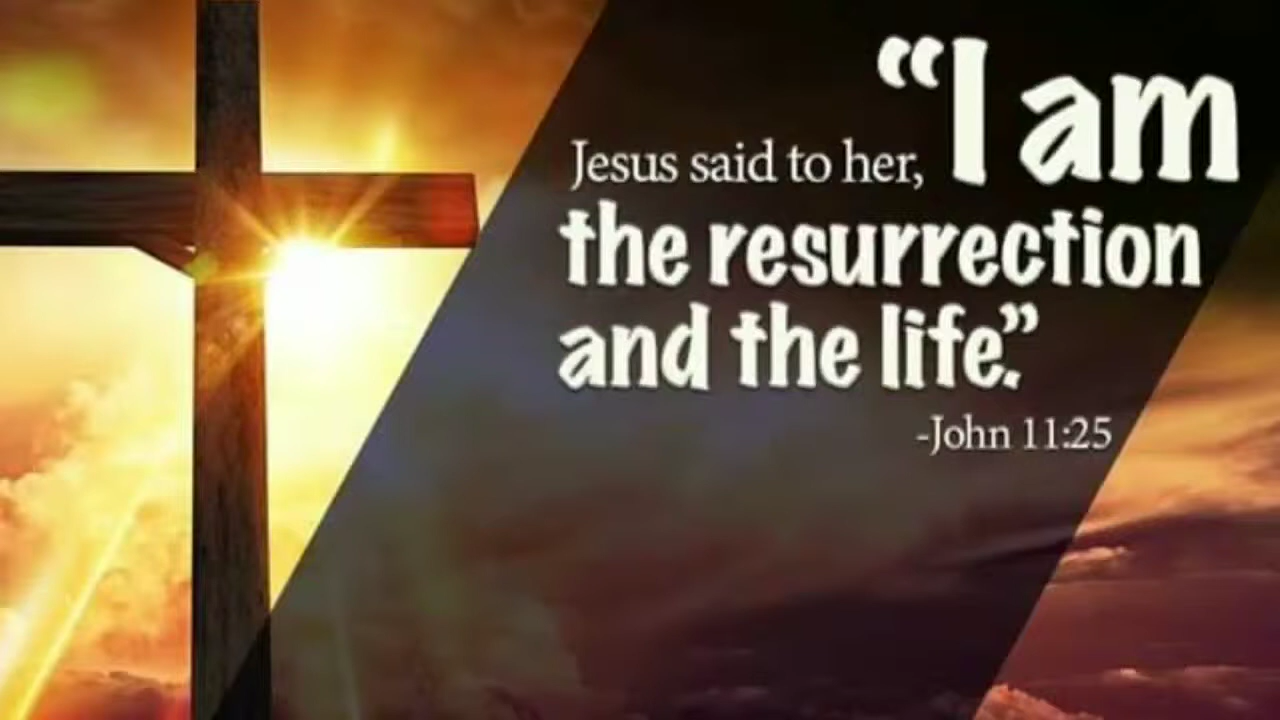 Jesus said to her, “I am
the resurrection
and the life.”
-John 11:25